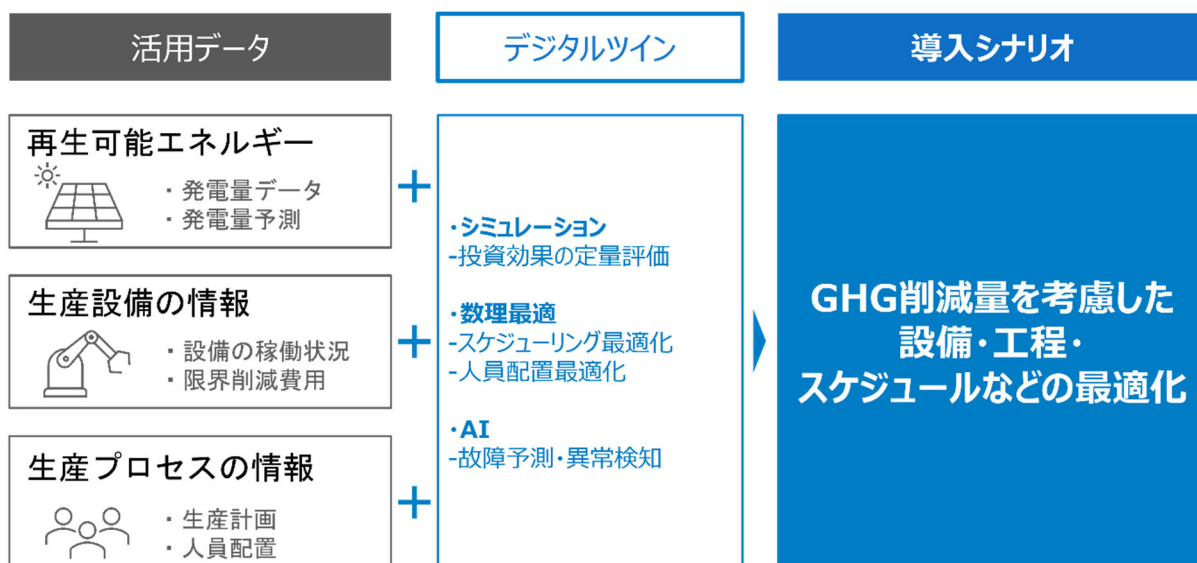 活用データ
デジタルツイン
導入シナリオ
再生可能エネルギー
・発電量データ
・発電量予測
生産設備の情報
・設備の稼働状況
・限界削減費用
生産プロセスの情報
・生産計画
・人員配置
+
+
+
・シミュレーション
-投資効果の定量評価
・数理最適
-スケジューリング最適化
-人員配置最適化
・AI
-故障予測・異常検知
GHG削減量を考慮した
設備・工程・
スケジュールなどの最適化